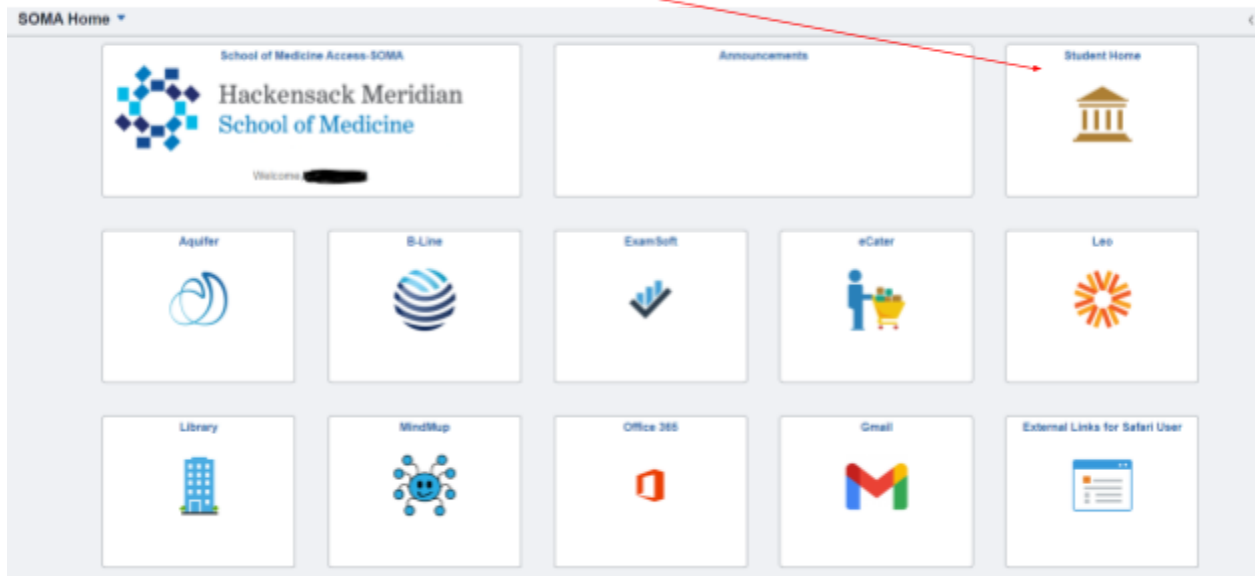 SOMA Home
School of Medicine Access-SOMA
Announcements
Student Home
Hackensack Meridian
School of Medicine
Welcome,
Aquifer
B-Line
ExamSoft
eCater
Leo
Library
MindMup
Office 365
Gmail
External Links for Safari User